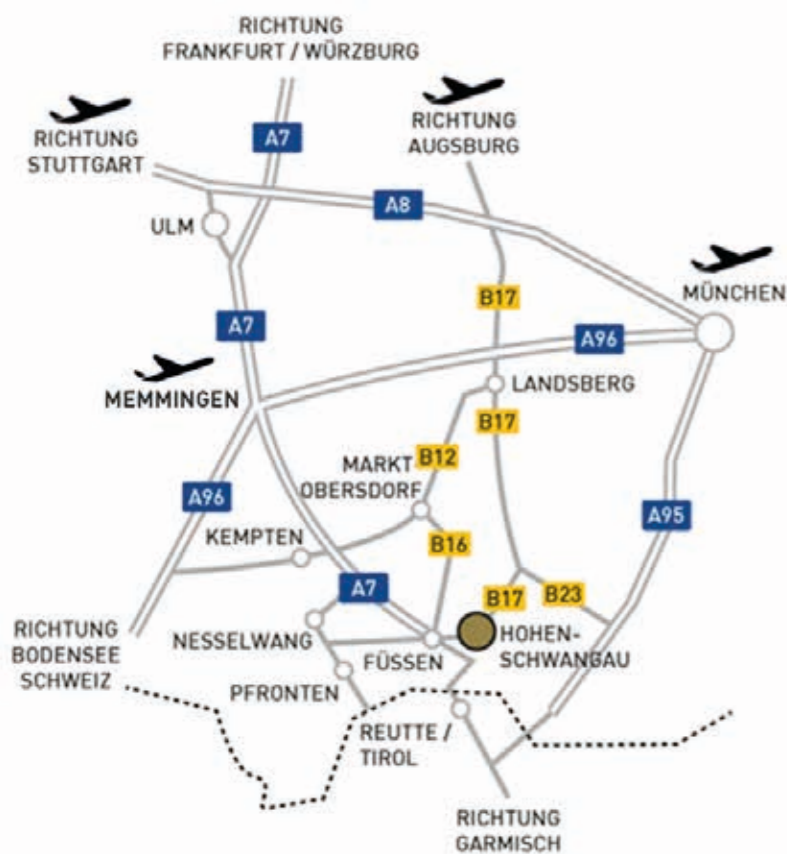 RICHTUNG
FRANKFURT / WÜRZBURG
RICHTUNG
STUTTGART
A7
RICHTUNG
AUGSBURG
A8
ULM
MÜNCHEN
B17
A7
A96
MEMMINGEN
LANDSBERG
B17
B12
MARKT
OBERSDORF
A96
A95
KEMPTEN
B16
A7
B17
B23
RICHTUNG
BODENSEE
SCHWEIZ
NESSELWANG
FÜSSEN
HOHEN-
SCHWANGAU
PFRONTEN
REUTTE /
TIROL
RICHTUNG
GARMISCH